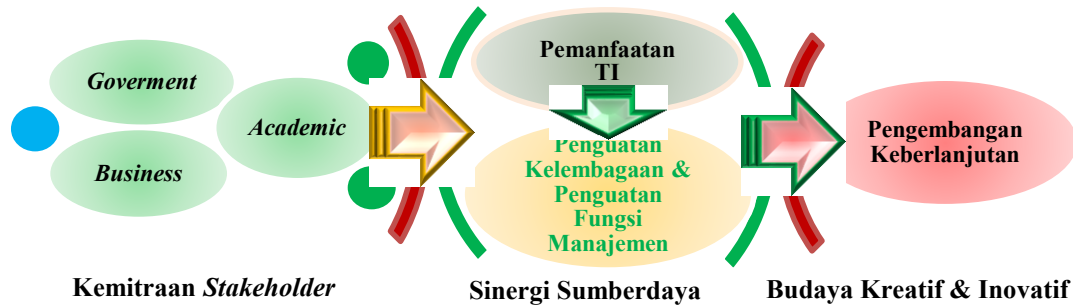 Goverment
Academic
Business
Kemitraan Stakeholder
Pemanfaatan
TI
Penguatan
Kelembagaan &
Penguatan
Fungsi
Manajemen
Sinergi Sumberdaya
Pengembangan
Keberlanjutan
Budaya Kreatif & Inovatif